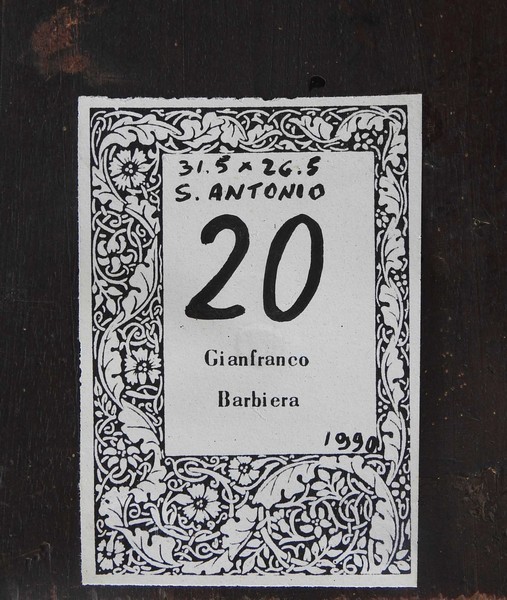 31.5 x 26.5
S. ANTONIO
20
Gianfranco
Barbiera
1990